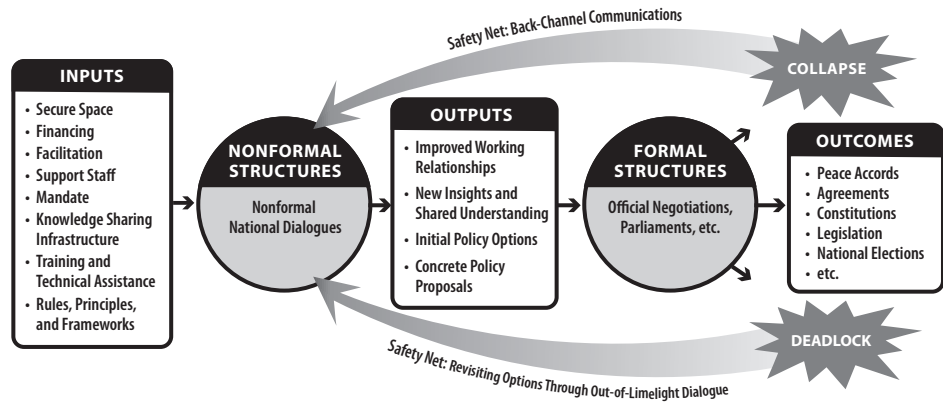 Safety Net: Back-Channel Communications
COLLAPSE
INPUTS
• Secure Space
• Financing
• Facilitation
• Support Staff
• Mandate
• Knowledge Sharing
Infrastructure
• Training and
Technical Assistance
• Rules, Principles,
and Frameworks
NONFORMAL
STRUCTURES
Nonformal
National Dialogues
OUTPUTS
• Improved Working
Relationships
• New Insights and
Shared Understanding
• Initial Policy Options
• Concrete Policy
Proposals
FORMAL
STRUCTURES
Official Negotiations,
Parliaments, etc.
OUTCOMES
• Peace Accords
• Agreements
• Constitutions
• Legislation
• National Elections
• etc.
DEADLOCK
Safety Net: Revisiting Options Through Out-of-Limelight Dialogue